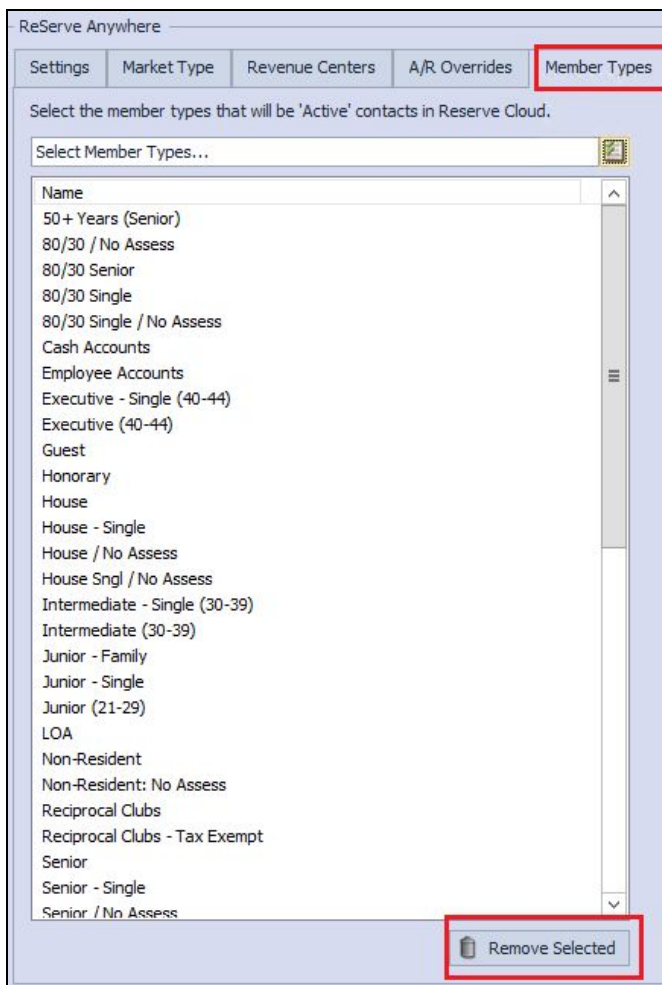 ReServe Anywhere
Settings Market Type Revenue Centers A/R Overrides Member Types
Select the member types that will be 'Active' contacts in Reserve Cloud.
Select Member Types...
Name
50+ Years (Senior)
80/30 / No Assess
80/30 Senior
80/30 Single
80/30 Single / No Assess
Cash Accounts
Employee Accounts
Executive - Single (40-44)
Executive (40-44)
Guest
Honorary
House
House - Single
House / No Assess
House Sngl / No Assess
Intermediate - Single (30-39)
Intermediate (30-39)
Junior - Family
Junior - Single
Junior (21-29)
LOA
Non-Resident
Non-Resident: No Assess
Reciprocal Clubs
Reciprocal Clubs - Tax Exempt
Senior
Senior - Single
Senior / No Assess
Remove Selected